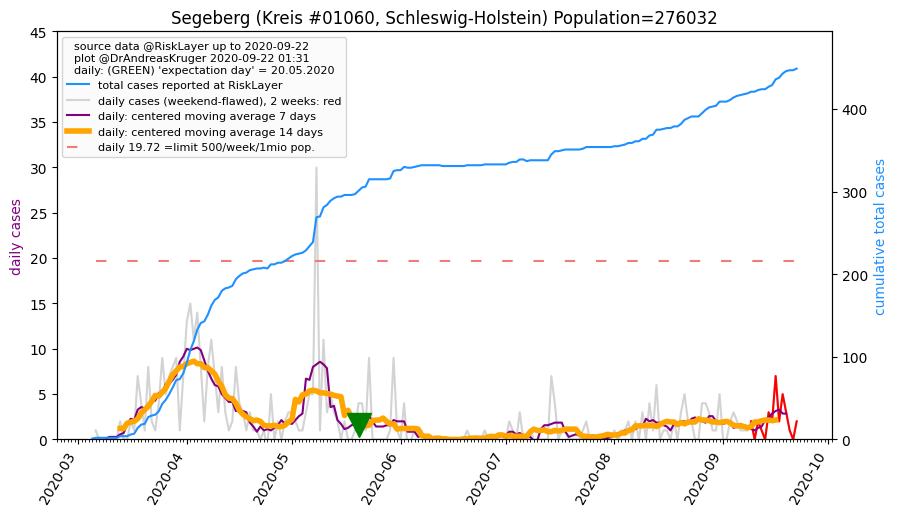 Segeberg (Kreis #01060, Schleswig-Holstein) Population=276032
source data @RiskLayer up to 2020-09-22
plot @DrAndreasKruger 2020-09-22 01:31
daily: (GREEN) 'expectation day' = 20.05.2020
total cases reported at RiskLayer
daily cases (weekend-flawed), 2 weeks: red
daily: centered moving average 7 days
daily: centered moving average 14 days
daily 19.72 =limit 500/week/1mio pop.
daily cases
45
40
35
30
25
20
15
10
5
0
cumulative total cases
400
300
200
100
0
2020-03
2020-04
2020-05
2020-06
2020-07
2020-08
2020-09
2020-10